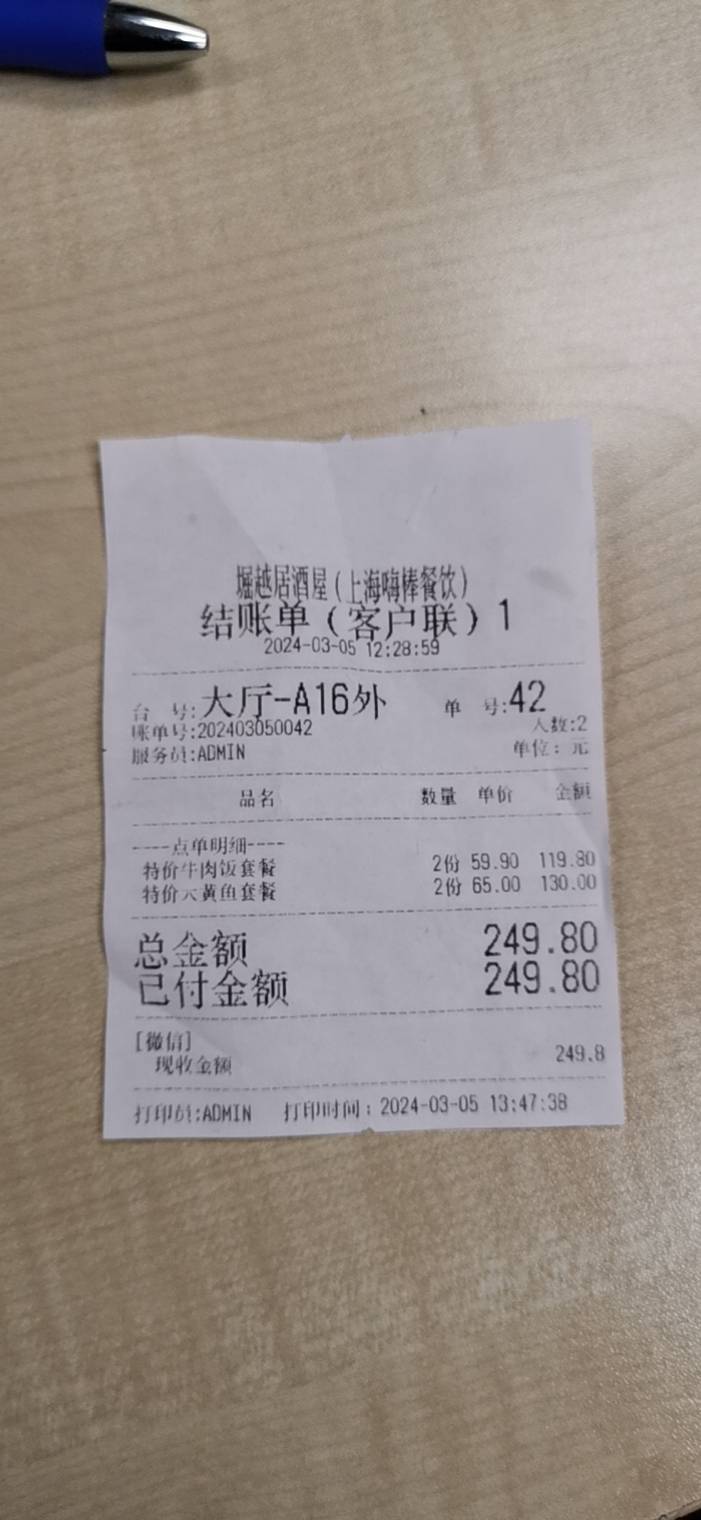 堀越居酒屋(上海嗨棒餐饮)
结账单(客户联)1
2024-03-05 12:28:59
台 号:大厅-A16外 单 号:42
账单号:202403050042 人数:2
服务员:ADMIN 单位: 元
品名 数量 单价 金额
----点单明细----
特价牛肉饭套餐 2份 59.90 119.80
特价大黄鱼套餐 2份 65.00 130.00
总金额 249.80
已付金额 249.80
[微信]
现收金额 249.8
打印员:ADMIN 打印时间: 2024-03-05 13:47:38